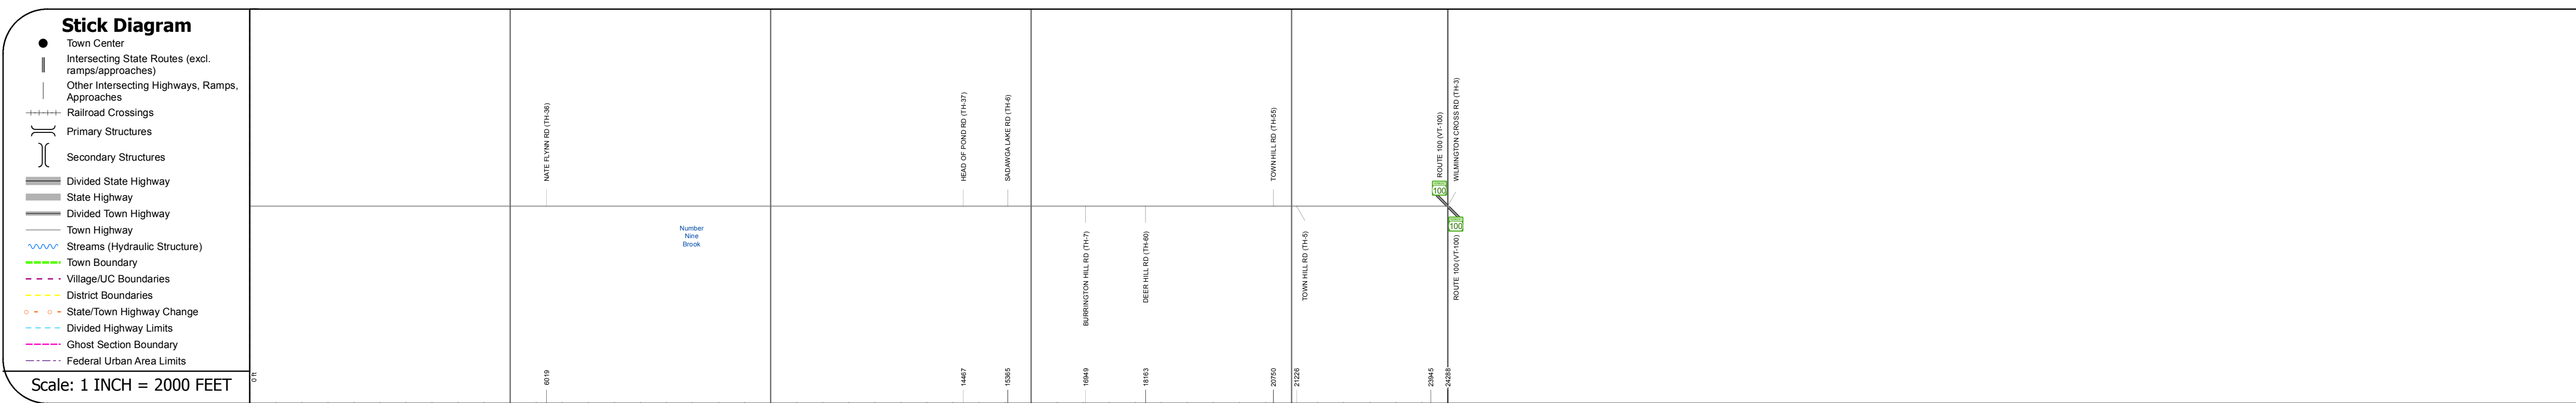 Stick Diagram
Town Center
Intersecting State Routes (excl.
ramps/approaches)
Other Intersecting Highways, Ramps,
Approaches
Railroad Crossings
Primary Structures
Secondary Structures
Divided State Highway
State Highway
Divided Town Highway
Town Highway
Streams (Hydraulic Structure)
Town Boundary
Village/UC Boundaries
District Boundaries
State/Town Highway Change
Divided Highway Limits
Ghost Section Boundary
Federal Urban Area Limits
Scale: 1 INCH = 2000 FEET
NATE FLYNN RD (TH-36)
HEAD OF POND RD (TH-37)
SADAWGA LAKE RD (TH-6)
TOWN HILL RD (TH-55)
ROUTE 100 (VT-100)
WILMINGTON CROSS RD (TH-3)
100
100
Number
Nine
Brook
BURRINGTON HILL RD (TH-7)
DEER HILL RD (TH-60)
TOWN HILL RD (TH-5)
ROUTE 100 (VT-100)
0 ft
6019
14467
15365
16949
18163
20750
21226
23945
24288